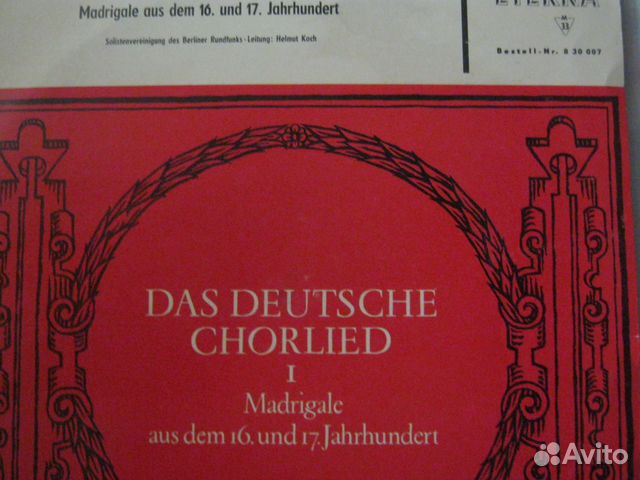 Madrigale aus dem 16. und 17. Jahrhundert
Solistenvereinigung des Berliner Rundfunks · Leitung: Helmut Koch
ETERNA
M
33
Bestell-Nr. 8 30 007
DAS DEUTSCHE
CHORLIED
I
Madrigale
aus dem 16. und 17. Jahrhundert
Avito